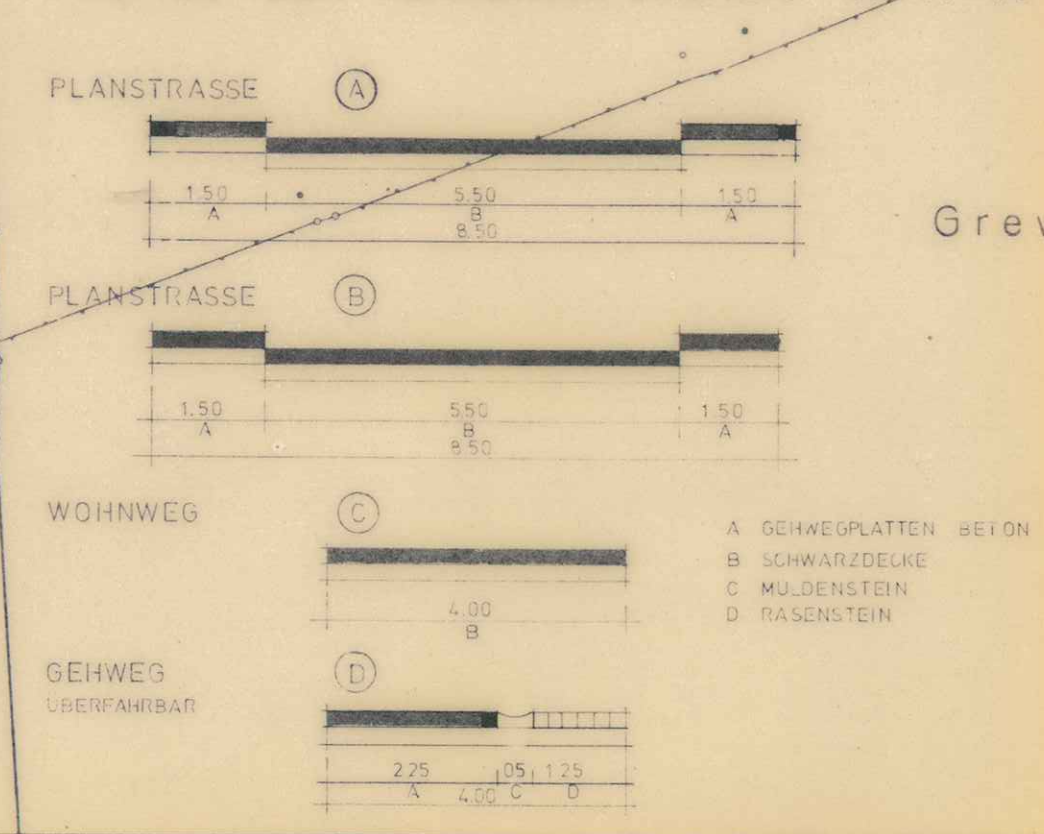 PLANSTRASSE A
1.50 5.50 1.50
A B A
8.50
Grev
PLANSTRASSE B
1.50 5.50 1.50
A B A
8.50
WOHNWEG C
4.00
B
A GEHWEGPLATTEN BETON
B SCHWARZDECKE
C MULDENSTEIN
D RASENSTEIN
GEHWEG D
ÜBERFAHRBAR
2.25 05 1.25
A C D
4.00